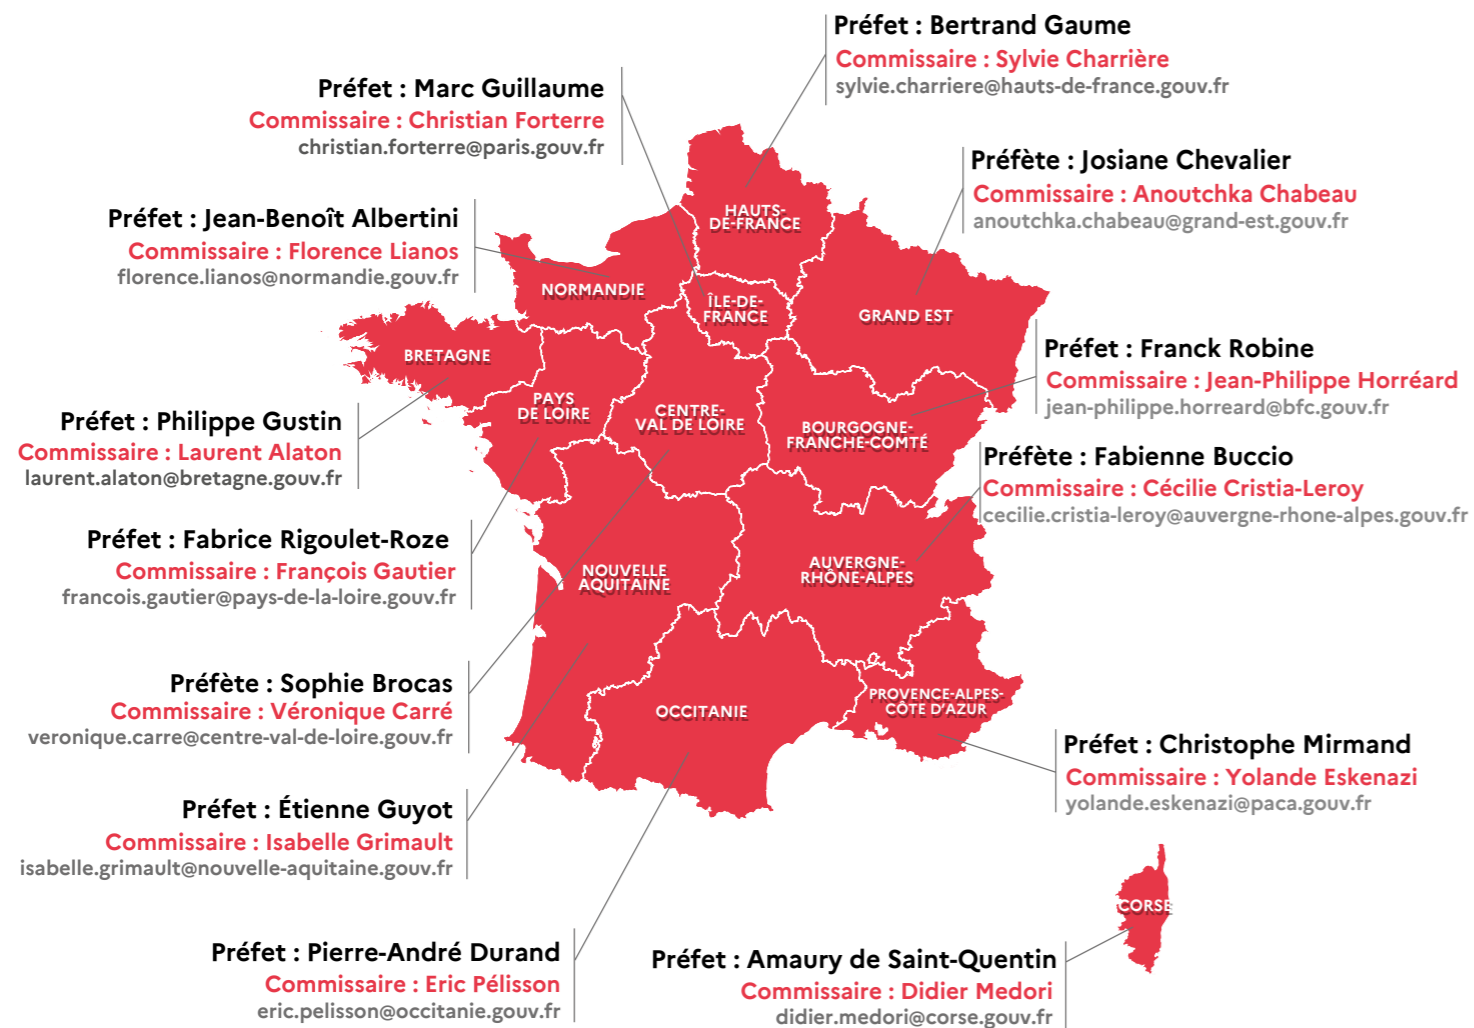 Préfet : Bertrand Gaume
Commissaire : Sylvie Charrière
sylvie.charriere@hauts-de-france.gouv.fr
Préfet : Marc Guillaume
Commissaire : Christian Forterre
christian.forterre@paris.gouv.fr
Préfète : Josiane Chevalier
Commissaire : Anoutchka Chabeau
anoutchka.chabeau@grand-est.gouv.fr
Préfet : Jean-Benoît Albertini
Commissaire : Florence Lianos
florence.lianos@normandie.gouv.fr
HAUTS-
DE-FRANCE
NORMANDIE
ÎLE-DE-
FRANCE
GRAND EST
BRETAGNE
Préfet : Franck Robine
Commissaire : Jean-Philippe Horréard
jean-philippe.horreard@bfc.gouv.fr
PAYS
DE LOIRE
CENTRE-
VAL DE LOIRE
BOURGOGNE-
FRANCHE-COMTÉ
Préfet : Philippe Gustin
Commissaire : Laurent Alaton
laurent.alaton@bretagne.gouv.fr
Préfète : Fabienne Buccio
Commissaire : Cécilie Cristia-Leroy
cecilie.cristia-leroy@auvergne-rhone-alpes.gouv.fr
Préfet : Fabrice Rigoulet-Roze
Commissaire : François Gautier
francois.gautier@pays-de-la-loire.gouv.fr
NOUVELLE
AQUITAINE
AUVERGNE-
RHÔNE-ALPES
Préfète : Sophie Brocas
Commissaire : Véronique Carré
veronique.carre@centre-val-de-loire.gouv.fr
OCCITANIE
PROVENCE-ALPES-
CÔTE D'AZUR
Préfet : Christophe Mirmand
Commissaire : Yolande Eskenazi
yolande.eskenazi@paca.gouv.fr
Préfet : Étienne Guyot
Commissaire : Isabelle Grimault
isabelle.grimault@nouvelle-aquitaine.gouv.fr
CORSE
Préfet : Pierre-André Durand
Commissaire : Eric Pélisson
eric.pelisson@occitanie.gouv.fr
Préfet : Amaury de Saint-Quentin
Commissaire : Didier Medori
didier.medori@corse.gouv.fr